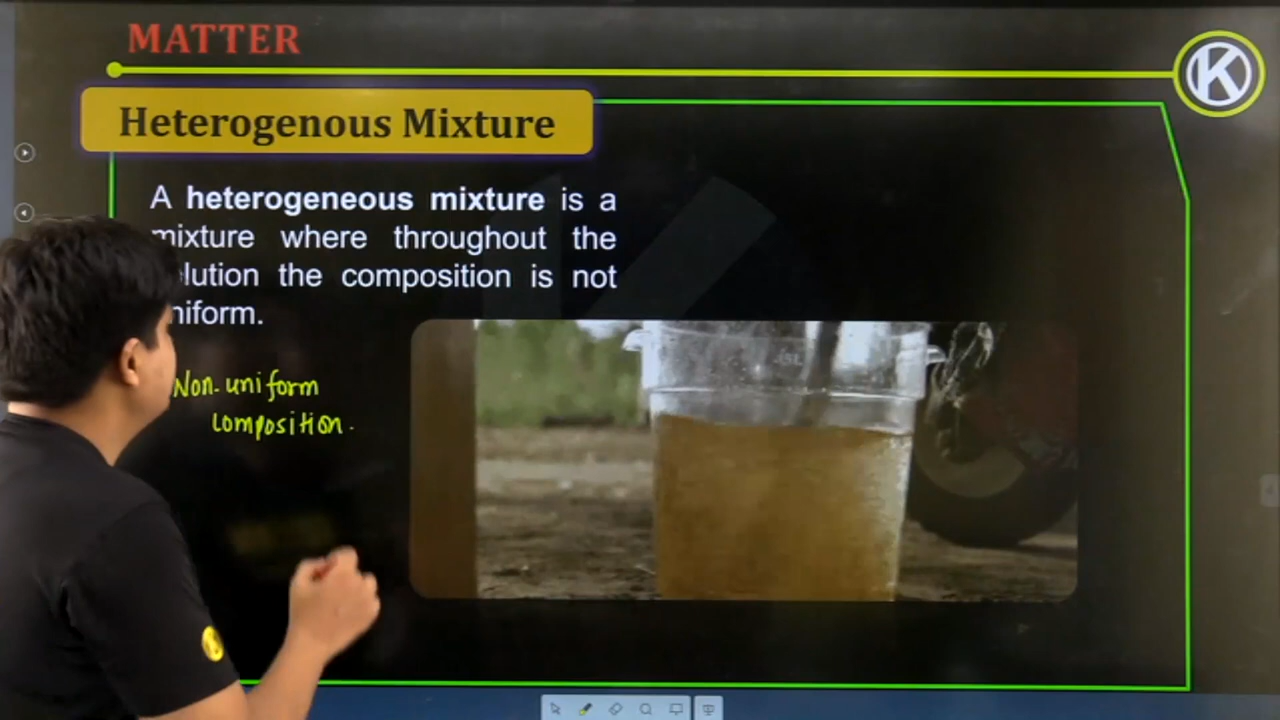 MATTER
K
Heterogenous Mixture
A heterogeneous mixture is a
mixture where throughout the
lution the composition is not
niform.
Non-uniform
composition.